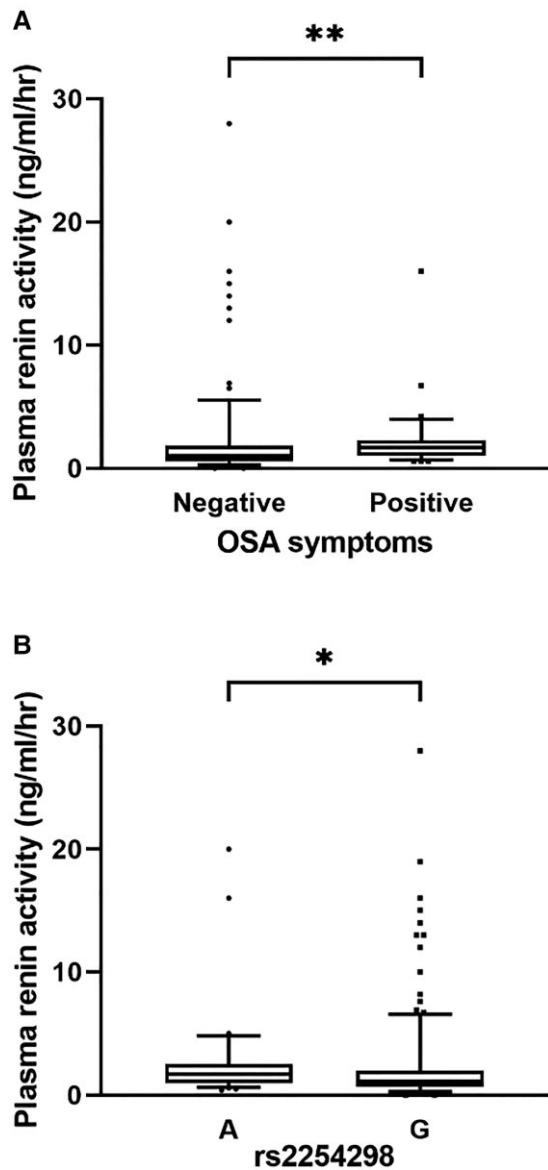 A
**
Plasma renin activity (ng/ml/hr)
30
20
10
0
Negative Positive
OSA symptoms
B
*
Plasma renin activity (ng/ml/hr)
30
20
10
0
A G
rs2254298